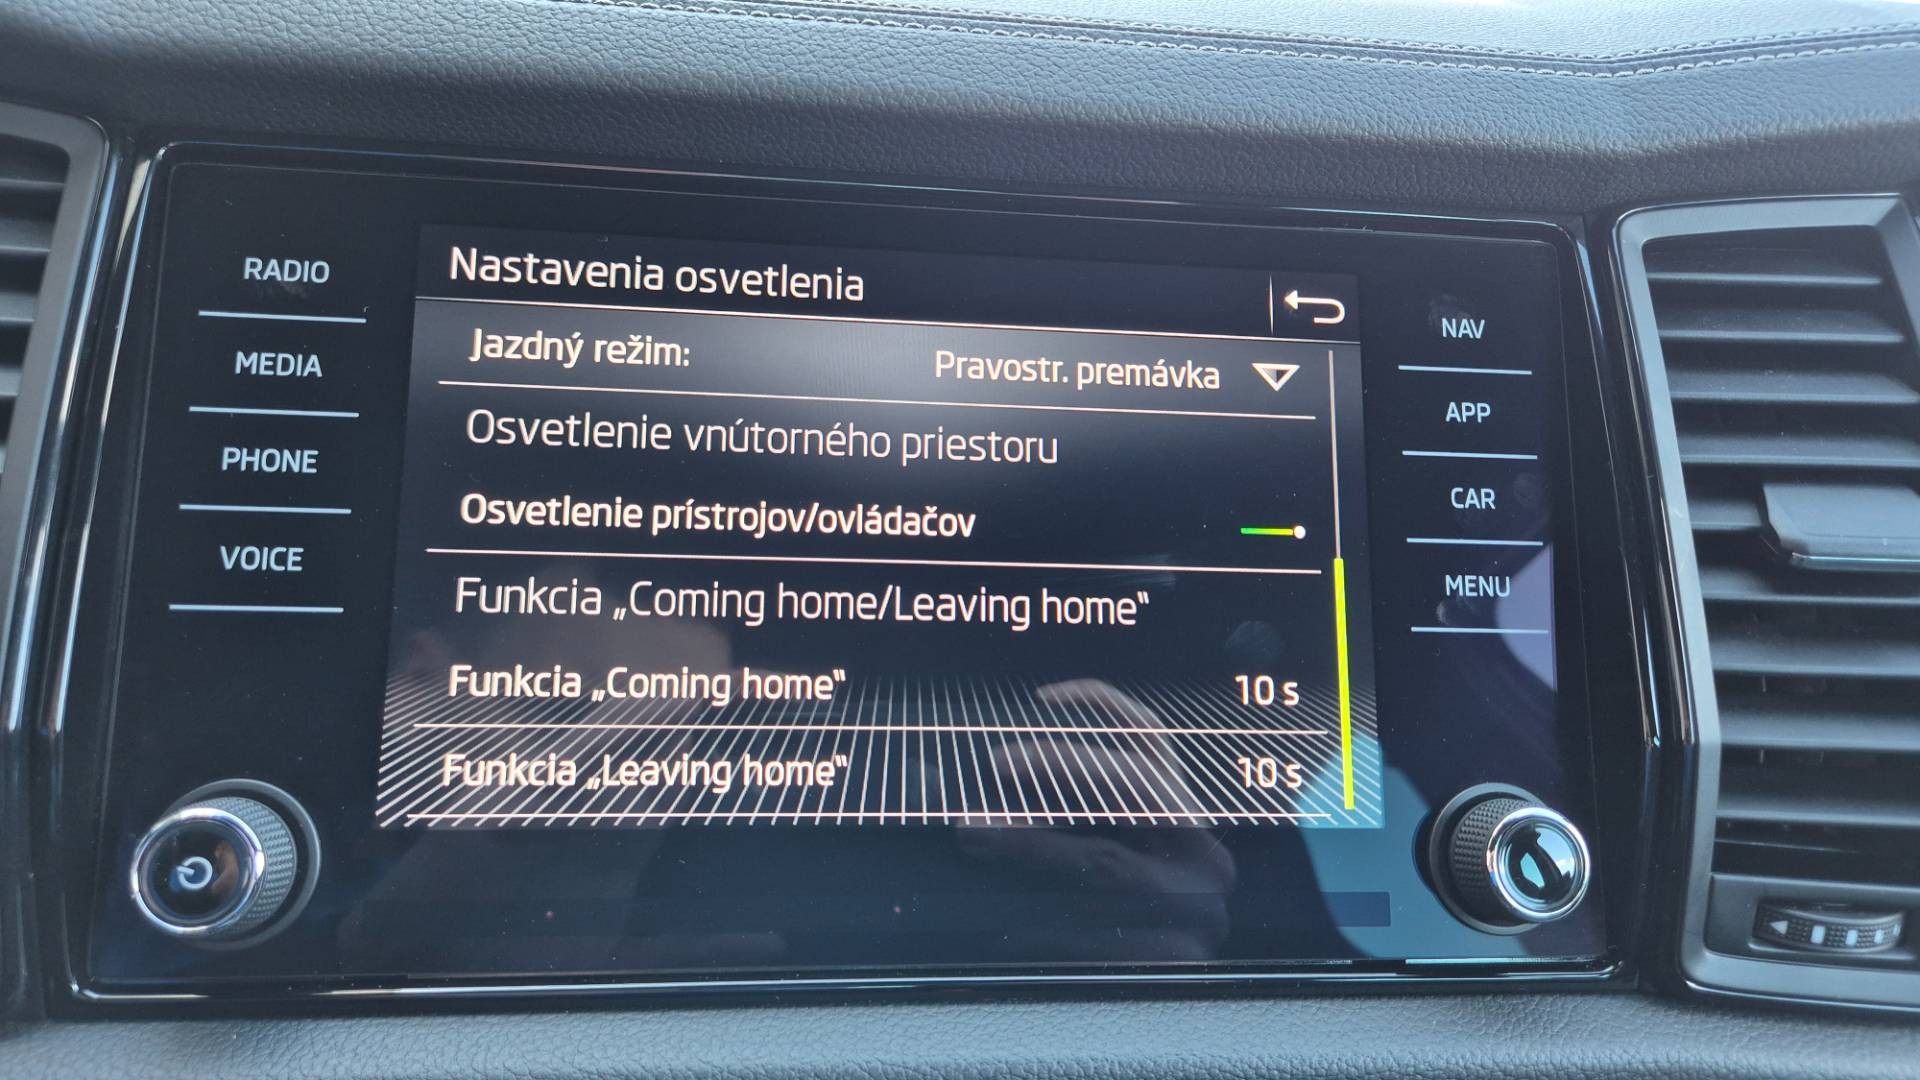 RADIO
MEDIA
PHONE
VOICE
Nastavenia osvetlenia
Jazdný režim: Pravostr. premávka
Osvetlenie vnútorného priestoru
Osvetlenie prístrojov/ovládačov
Funkcia „Coming home/Leaving home“
Funkcia „Coming home“ 10 s
Funkcia „Leaving home“ 10 s
NAV
APP
CAR
MENU